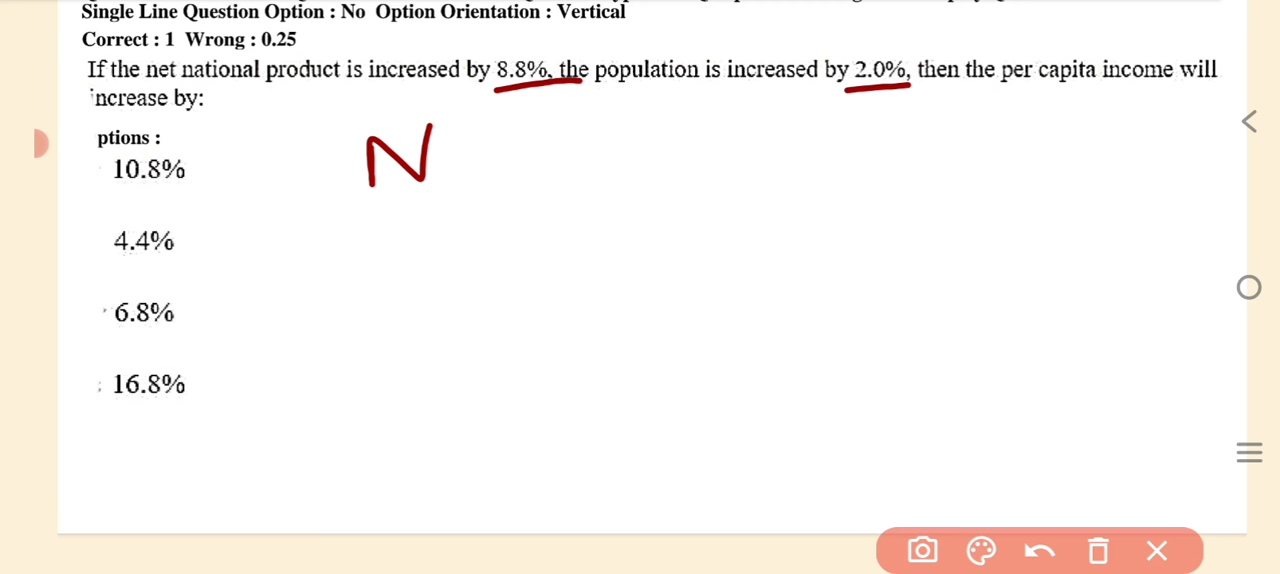 Single Line Question Option : No Option Orientation : Vertical
Correct : 1 Wrong : 0.25
If the net national product is increased by 8.8%, the population is increased by 2.0%, then the per capita income will
increase by:
ptions :
10.8%
N
4.4%
6.8%
16.8%